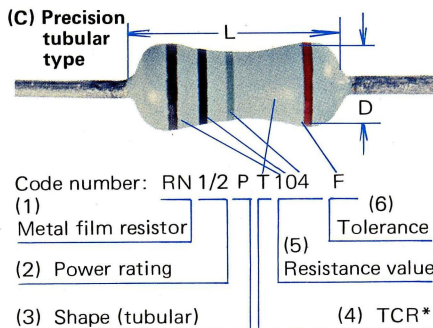 (C) Precision
tubular
type
L
D
Code number: RN 1/2 P T 104 F
(1)
Metal film resistor
(6)
Tolerance
(2) Power rating
(5)
Resistance value
(3) Shape (tubular)
(4) TCR*